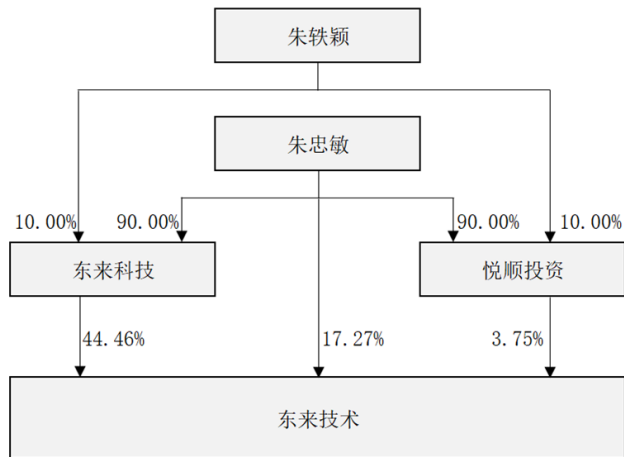 朱轶颖
朱忠敏
10.00% 90.00% 90.00% 10.00%
东来科技 悦顺投资
44.46% 17.27% 3.75%
东来技术